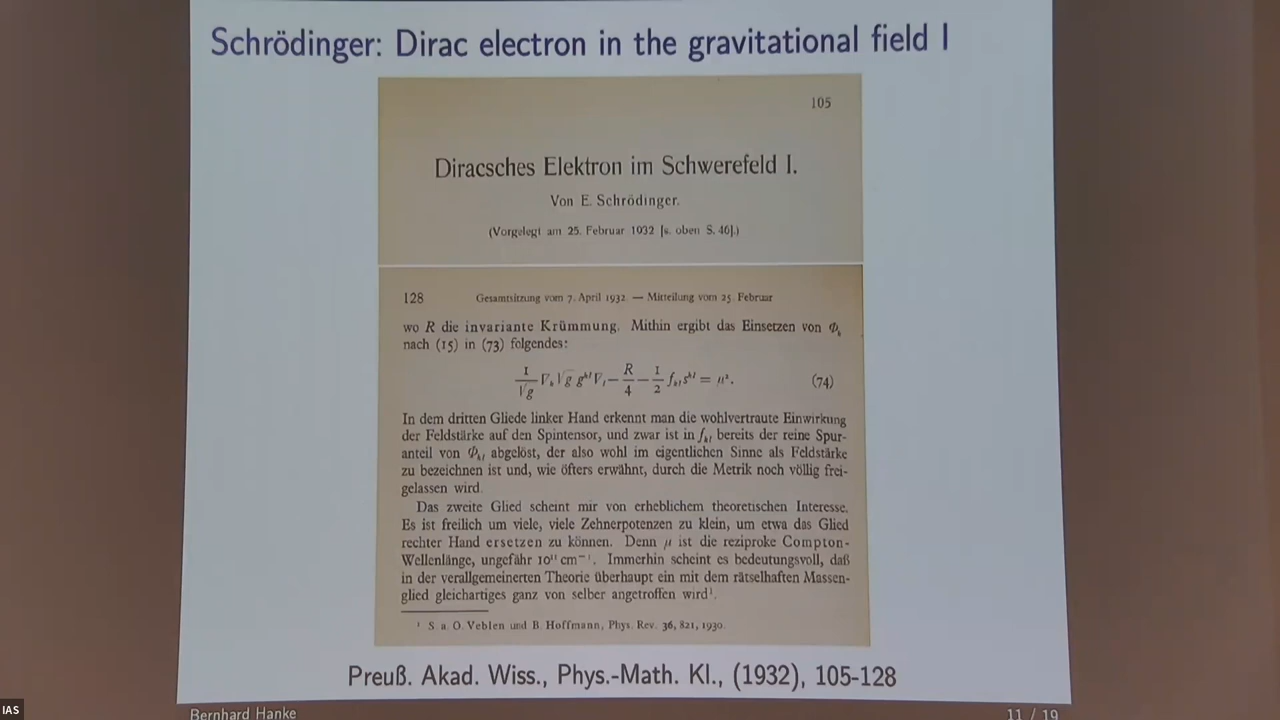 Schrödinger: Dirac electron in the gravitational field I
105
Diracsches Elektron im Schwerefeld I.
Von E. Schrödinger.
(Vorgelegt am 25. Februar 1932 [s. oben S. 46].)
128 Gesamtsitzung vom 7. April 1932. — Mitteilung vom 25. Februar
wo R die invariante Krümmung. Mithin ergibt das Einsetzen von Φₖ
nach (15) in (73) folgendes:
1/√g ∇ₖ √g gᵏˡ ∇ₗ − R/4 − 1/2 fₖₗ sᵏˡ = μ². (74)
In dem dritten Gliede linker Hand erkennt man die wohlvertraute Einwirkung
der Feldstärke auf den Spintensor, und zwar ist in fₖₗ bereits der reine Spur-
anteil von Φₖₗ abgelöst, der also wohl im eigentlichen Sinne als Feldstärke
zu bezeichnen ist und, wie öfters erwähnt, durch die Metrik noch völlig frei-
gelassen wird.
Das zweite Glied scheint mir von erheblichem theoretischen Interesse.
Es ist freilich um viele, viele Zehnerpotenzen zu klein, um etwa das Glied
rechter Hand ersetzen zu können. Denn μ ist die reziproke Compton-
Wellenlänge, ungefähr 10¹¹ cm⁻¹. Immerhin scheint es bedeutungsvoll, daß
in der verallgemeinerten Theorie überhaupt ein mit dem rätselhaften Massen-
glied gleichartiges ganz von selber angetroffen wird¹.
¹ S. a. O. Veblen und B. Hoffmann, Phys. Rev. 36, 821, 1930.
Preuß. Akad. Wiss., Phys.-Math. Kl., (1932), 105-128
Bernhard Hanke 11 / 19
IAS